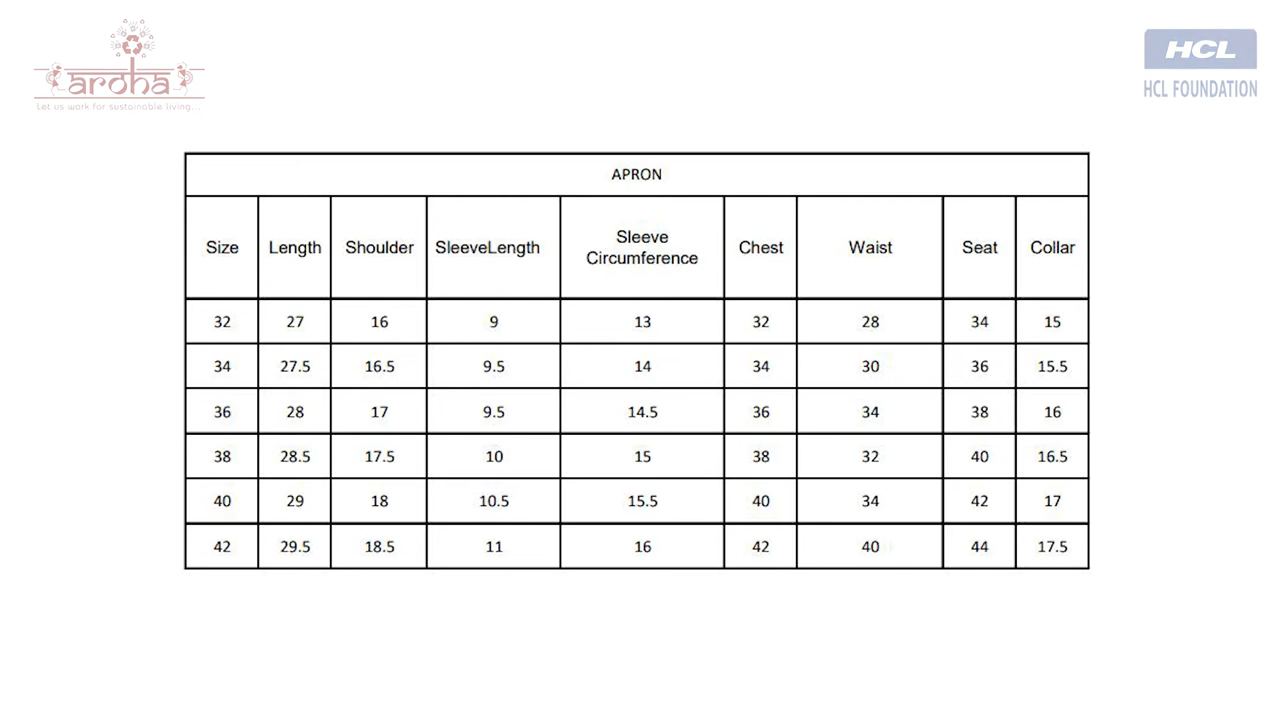 aroha
Let us work for sustainable living...
HCL
HCL FOUNDATION
APRON
Size Length Shoulder SleeveLength Sleeve Circumference Chest Waist Seat Collar
32 27 16 9 13 32 28 34 15
34 27.5 16.5 9.5 14 34 30 36 15.5
36 28 17 9.5 14.5 36 34 38 16
38 28.5 17.5 10 15 38 32 40 16.5
40 29 18 10.5 15.5 40 34 42 17
42 29.5 18.5 11 16 42 40 44 17.5